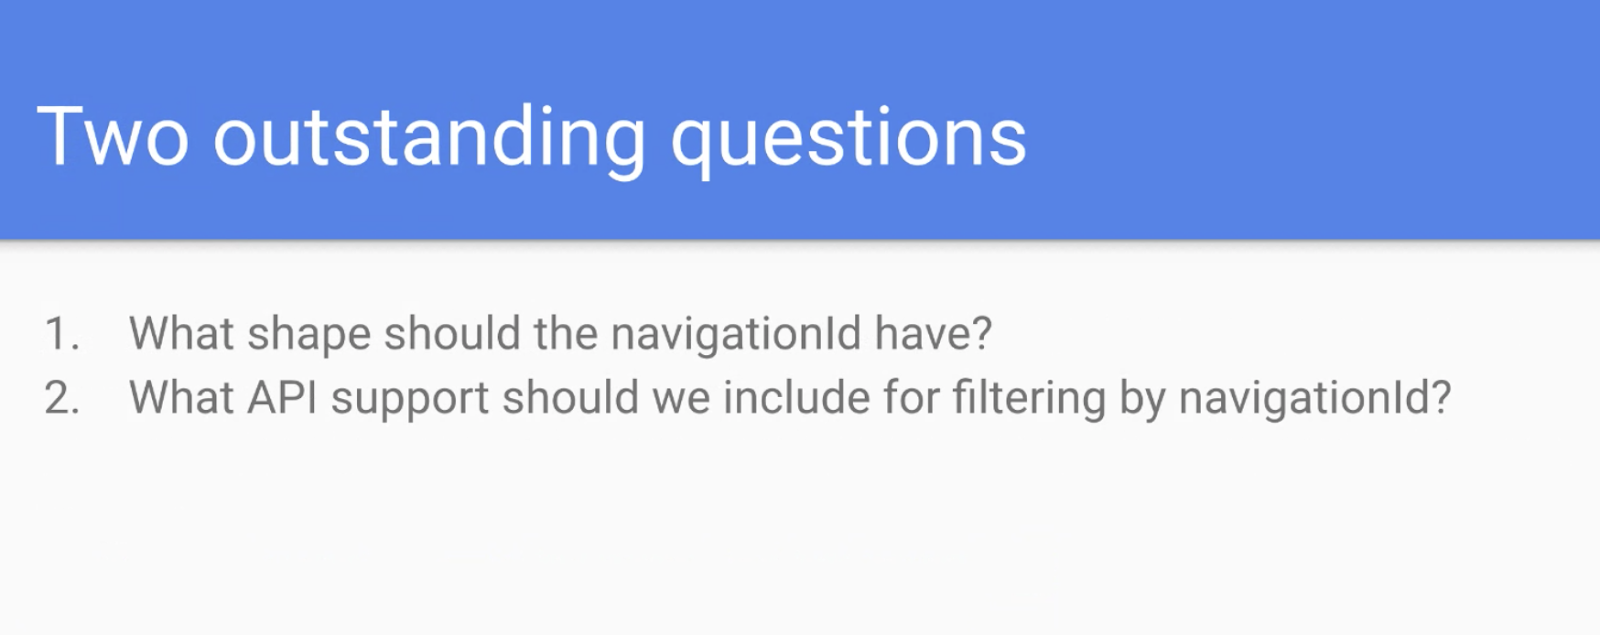 Two outstanding questions
1. What shape should the navigationId have?
2. What API support should we include for filtering by navigationId?